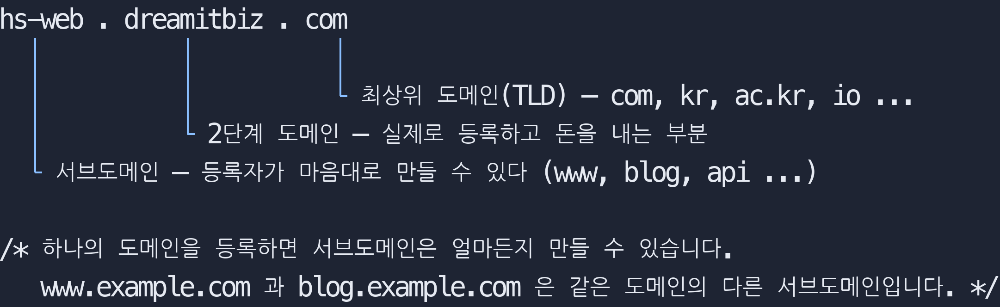 hs-web . dreamitbiz . com
최상위 도메인(TLD) — com, kr, ac.kr, io ...
2단계 도메인 — 실제로 등록하고 돈을 내는 부분
서브도메인 — 등록자가 마음대로 만들 수 있다 (www, blog, api ...)
/* 하나의 도메인을 등록하면 서브도메인은 얼마든지 만들 수 있습니다.
www.example.com 과 blog.example.com 은 같은 도메인의 다른 서브도메인입니다. */